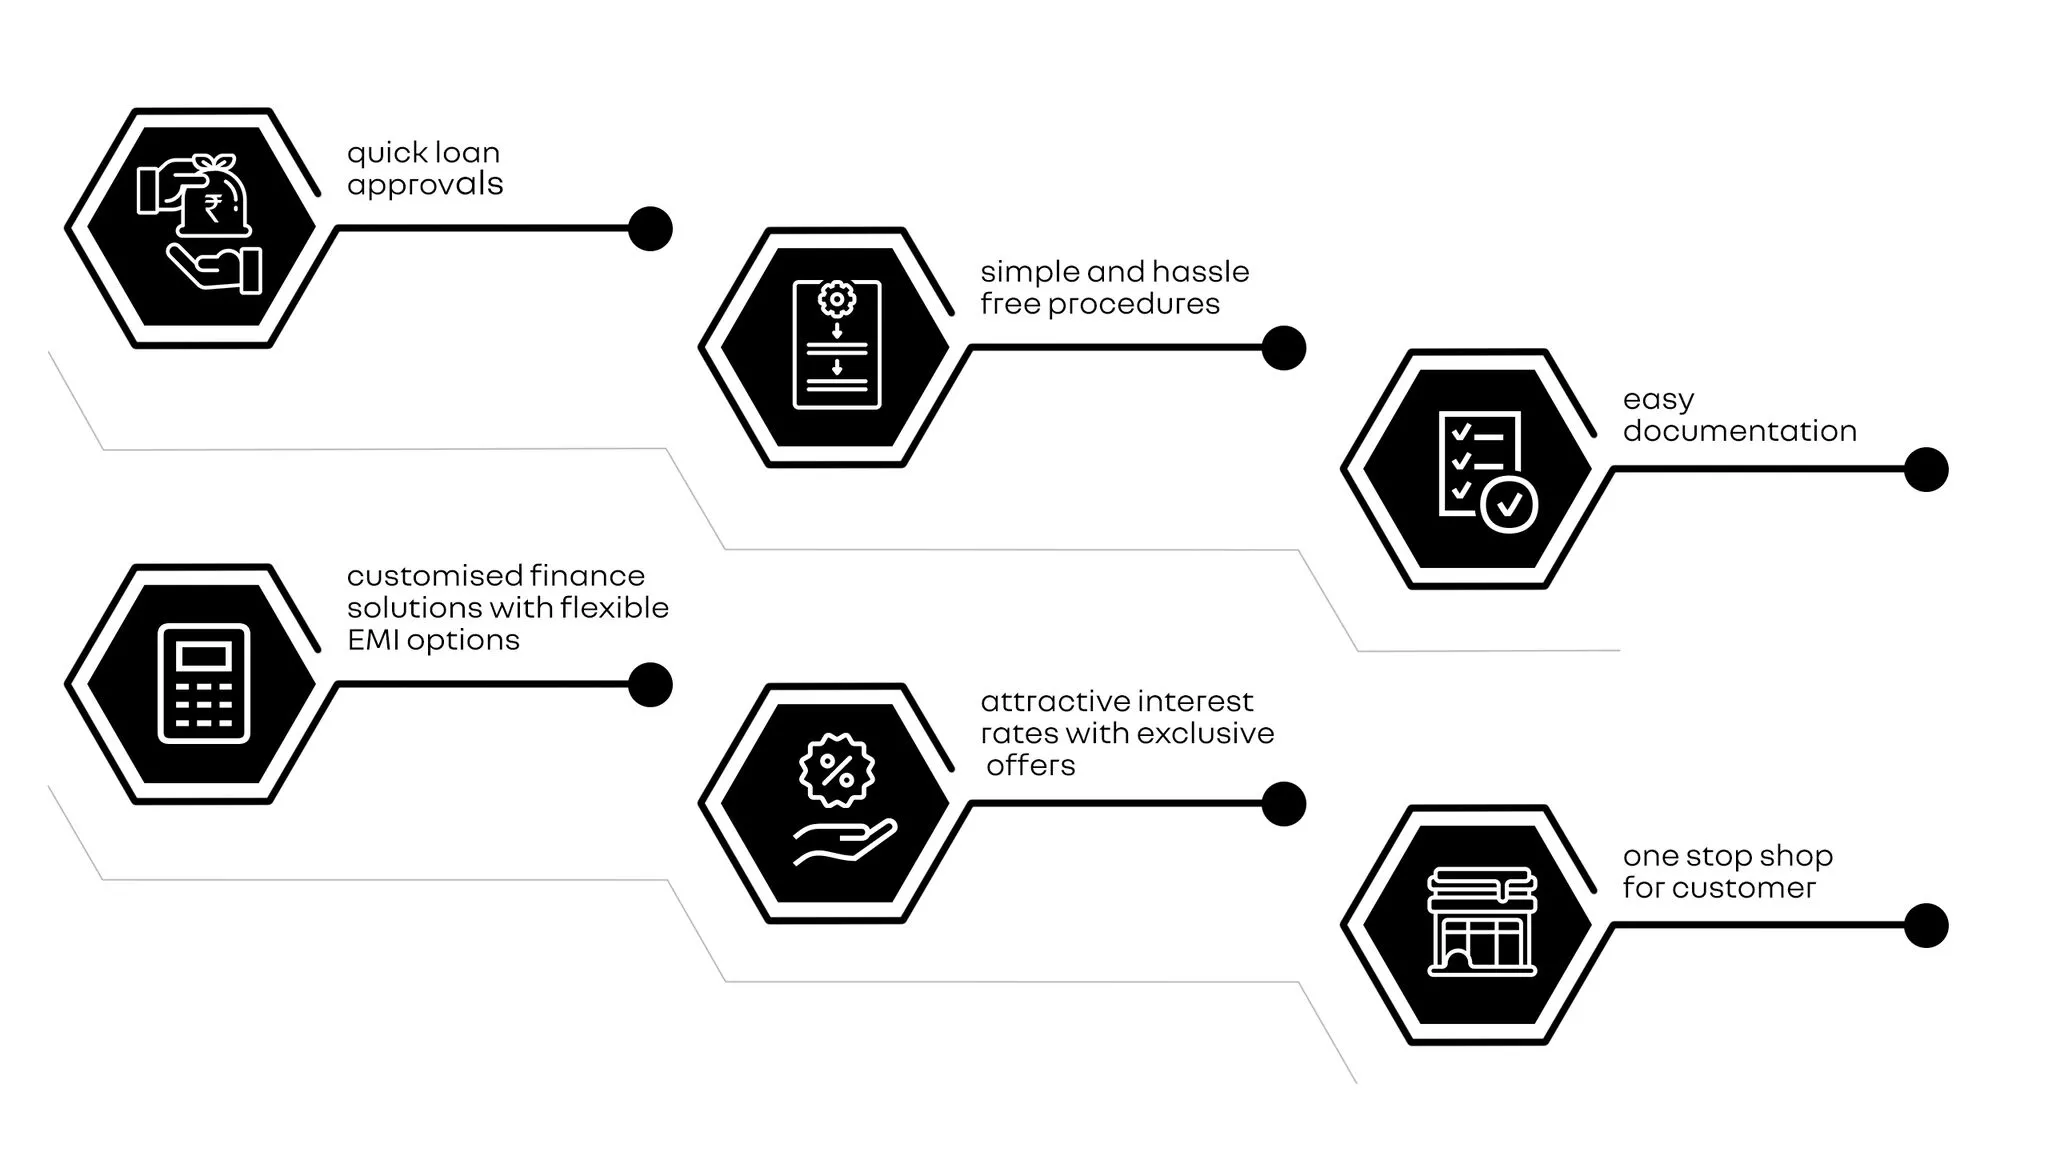 quick loan
approvals
₹
simple and hassle
free procedures
easy
documentation
customised finance
solutions with flexible
EMI options
%
attractive interest
rates with exclusive
offers
one stop shop
for customer